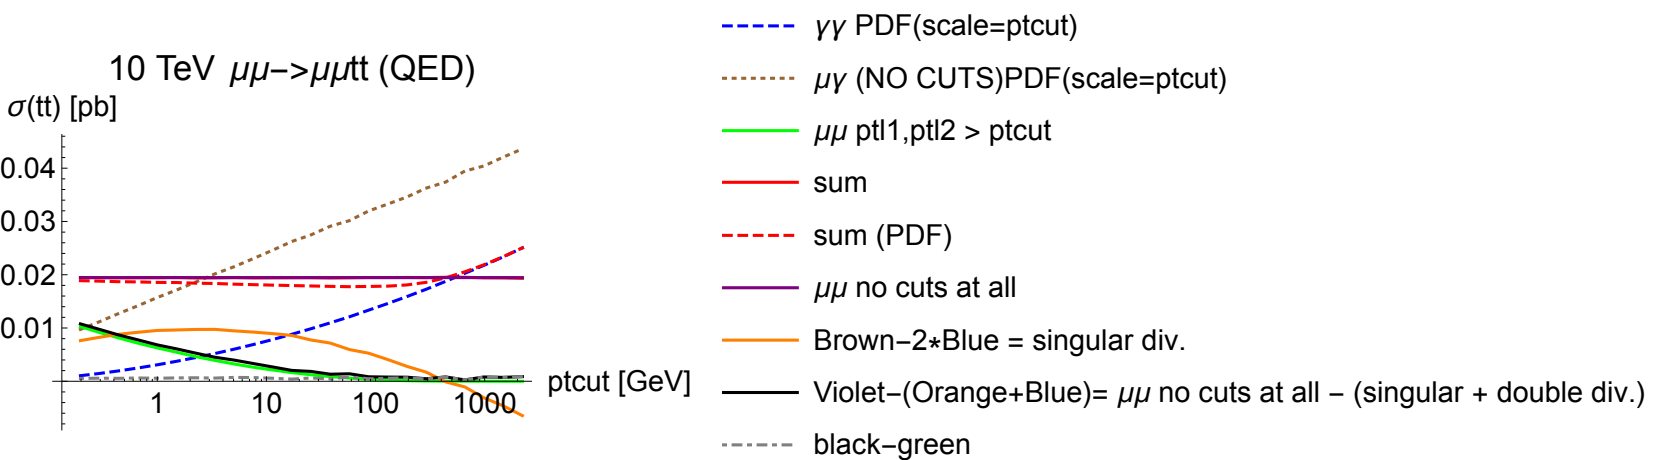 10 TeV μμ−>μμtt (QED)
σ(tt) [pb]
0.04
0.03
0.02
0.01
1
10
100
1000
ptcut [GeV]
γγ PDF(scale=ptcut)
μγ (NO CUTS)PDF(scale=ptcut)
μμ ptl1,ptl2 > ptcut
sum
sum (PDF)
μμ no cuts at all
Brown−2*Blue = singular div.
Violet−(Orange+Blue)= μμ no cuts at all − (singular + double div.)
black−green